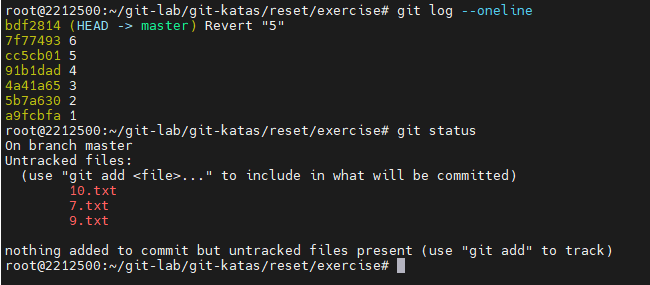 root@2212500:~/git-lab/git-katas/reset/exercise# git log --oneline
bdf2814 (HEAD -> master) Revert "5"
7f77493 6
cc5cb01 5
91b1dad 4
4a41a65 3
5b7a630 2
a9fcbfa 1
root@2212500:~/git-lab/git-katas/reset/exercise# git status
On branch master
Untracked files:
  (use "git add <file>..." to include in what will be committed)
        10.txt
        7.txt
        9.txt

nothing added to commit but untracked files present (use "git add" to track)
root@2212500:~/git-lab/git-katas/reset/exercise#